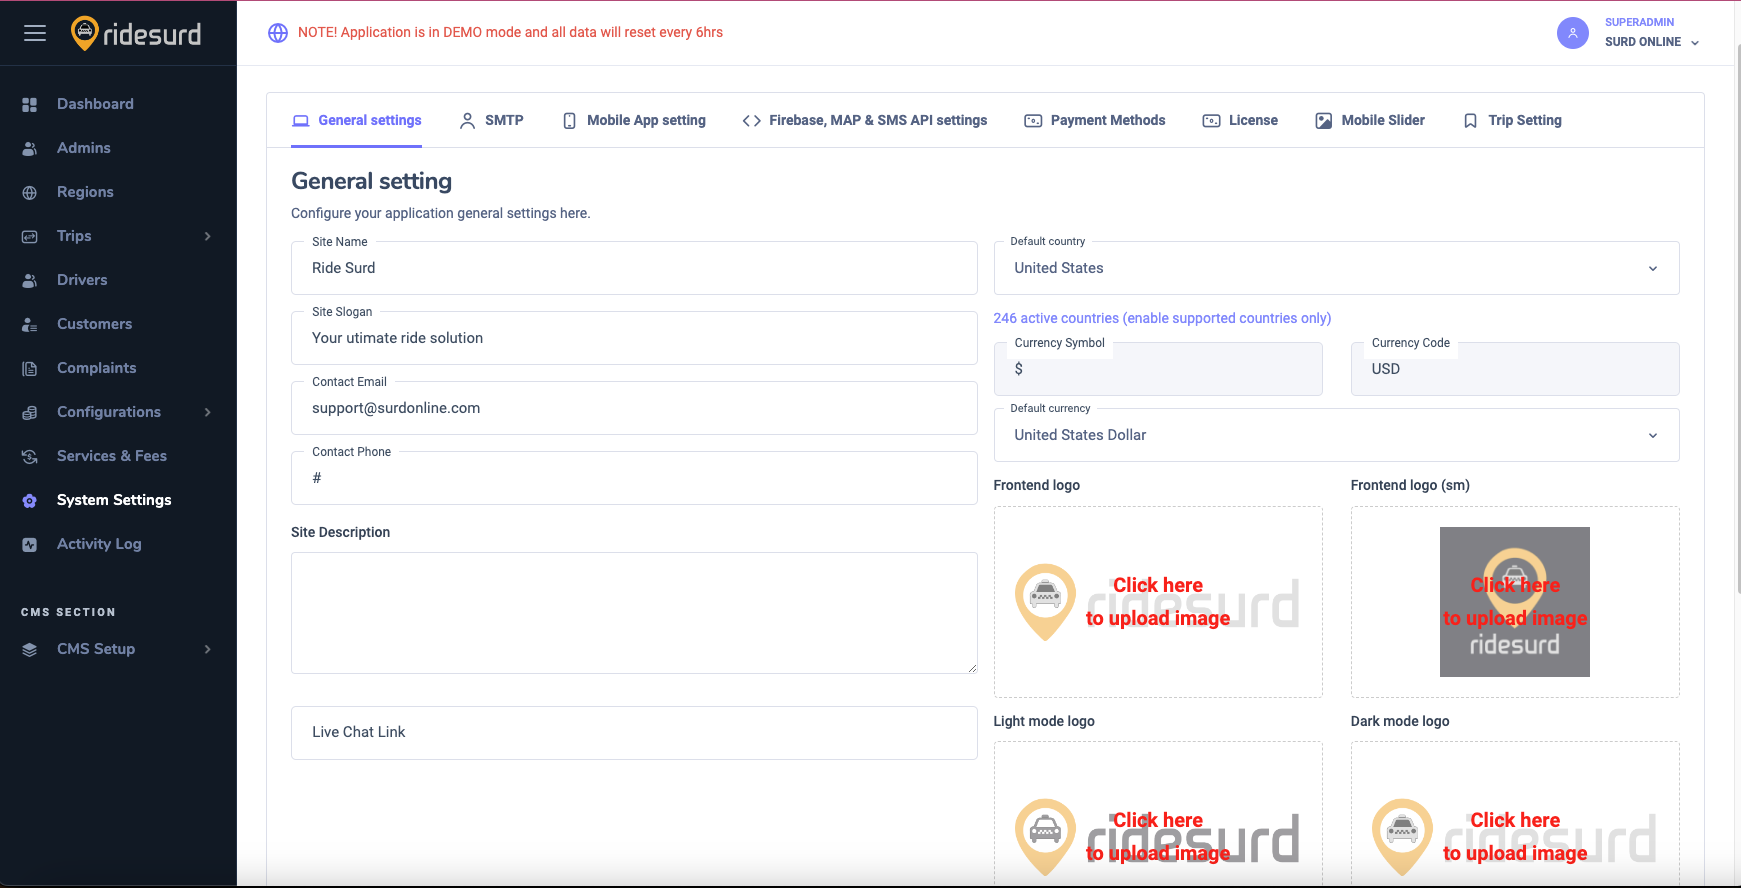 ridesurd
NOTE! Application is in DEMO mode and all data will reset every 6hrs
SUPERADMIN
SURD ONLINE
Dashboard
Admins
Regions
Trips
Drivers
Customers
Complaints
Configurations
Services & Fees
System Settings
Activity Log
CMS SECTION
CMS Setup
General settings
SMTP
Mobile App setting
Firebase, MAP & SMS API settings
Payment Methods
License
Mobile Slider
Trip Setting
General setting
Configure your application general settings here.
Site Name
Ride Surd
Site Slogan
Your utimate ride solution
Contact Email
support@surdonline.com
Contact Phone
#
Site Description
Live Chat Link
Default country
United States
246 active countries (enable supported countries only)
Currency Symbol
$
Currency Code
USD
Default currency
United States Dollar
Frontend logo
ridesurd
Click here
to upload image
Frontend logo (sm)
Click here
to upload image
ridesurd
Light mode logo
ridesurd
Click here
to upload image
Dark mode logo
ridesurd
Click here
to upload image